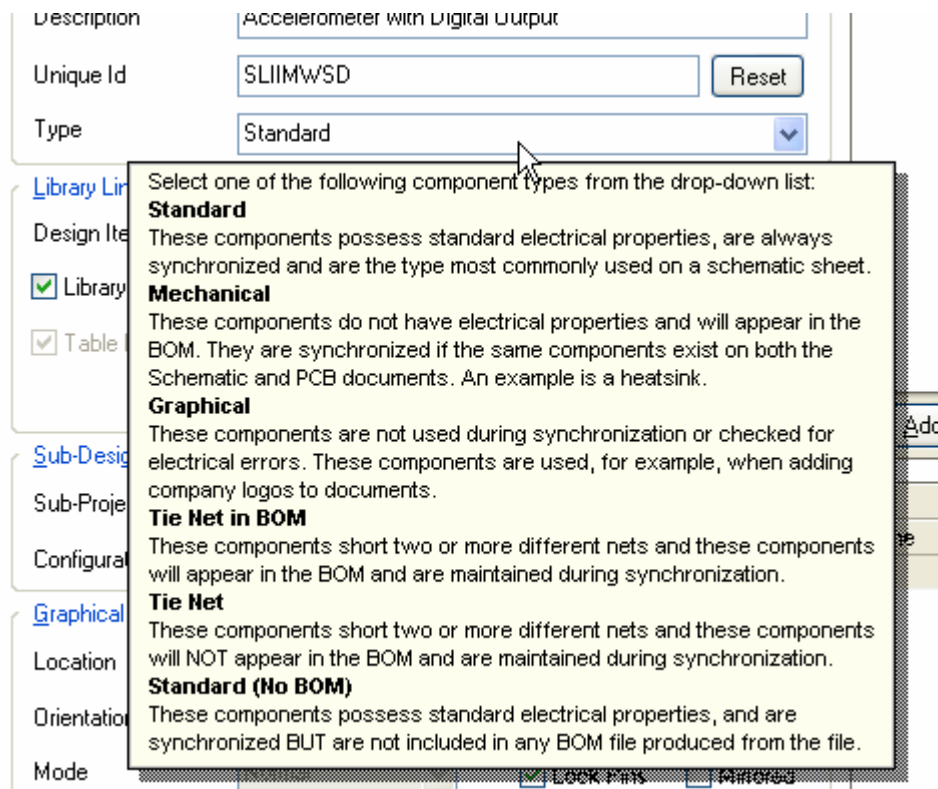 Description Accelerometer with Digital Output
Unique Id SLIIMWSD Reset
Type Standard
Select one of the following component types from the drop-down list:
Library Lin
Standard
Design Ite
These components possess standard electrical properties, are always
synchronized and are the type most commonly used on a schematic sheet.
Library
Mechanical
These components do not have electrical properties and will appear in the
Table
BOM. They are synchronized if the same components exist on both the
Schematic and PCB documents. An example is a heatsink.
Graphical
Add
These components are not used during synchronization or checked for
Sub-Desig
electrical errors. These components are used, for example, when adding
company logos to documents.
Sub-Proje
Tie Net in BOM
These components short two or more different nets and these components
Configurat
will appear in the BOM and are maintained during synchronization.
Tie Net
Graphical
These components short two or more different nets and these components
Location
will NOT appear in the BOM and are maintained during synchronization.
Standard (No BOM)
Orientation
These components possess standard electrical properties, and are
synchronized BUT are not included in any BOM file produced from the file.
Mode Normal Lock Pins Mirrored